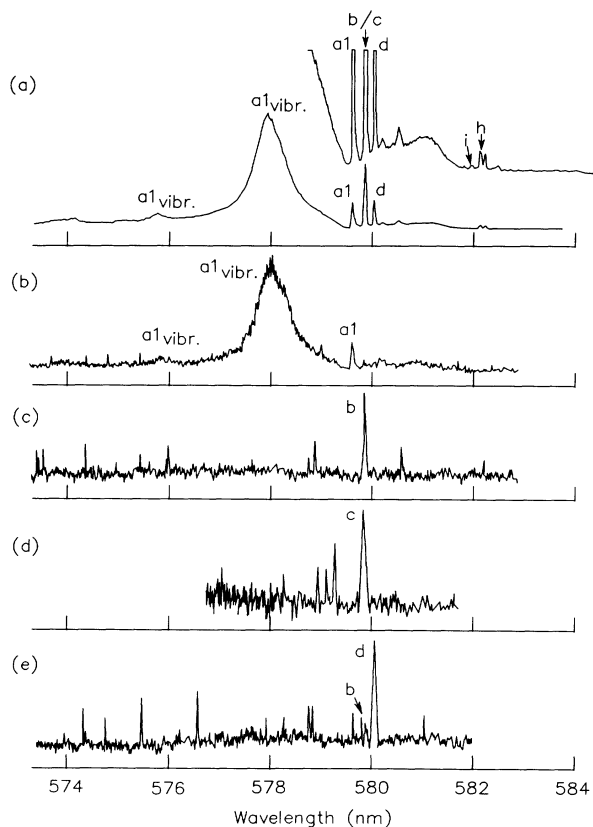 b/c
a1 d
(a)
a1vibr.
i h
a1vibr.
a1 d
(b)
a1vibr.
a1vibr.
a1
(c)
b
(d)
c
(e)
d
b
574 576 578 580 582 584
Wavelength (nm)